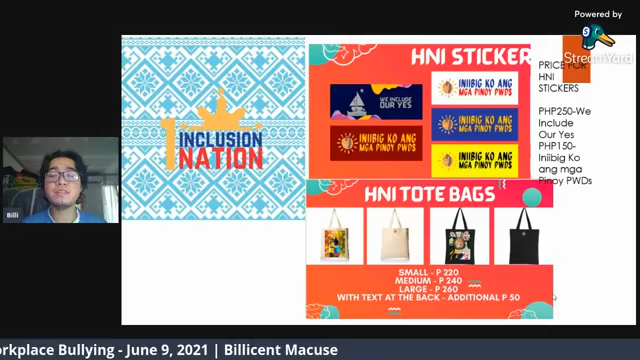 Powered by
StreamYard
HNI STICKER
WE INCLUDE
OUR YES
INIIBIG KO ANG
MGA PINOY PWDS
INIIBIG KO ANG
MGA PINOY PWDS
INIIBIG KO ANG
MGA PINOY PWDS
INIIBIG KO ANG
MGA PINOY PWDS
PRICE FOR
HNI
STICKERS
PHP250-We
Include
Our Yes
PHP150-
Iniibig Ko
ang mga
Pinoy PWDs
1 INCLUSION
NATION
HNI TOTE BAGS
SMALL - P 220
MEDIUM - P 240
LARGE - P 260
WITH TEXT AT THE BACK - ADDITIONAL P 50
Billi
orkplace Bullying - June 9, 2021 | Billicent Macuse